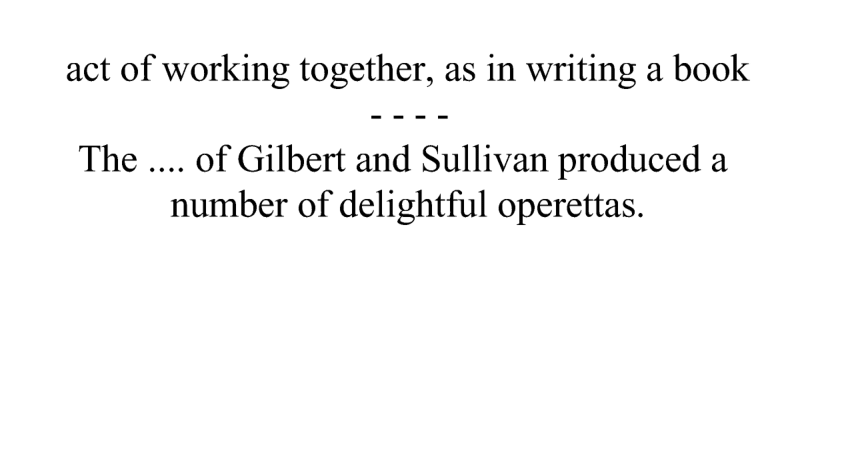 act of working together, as in writing a book
- - - -
The .... of Gilbert and Sullivan produced a
number of delightful operettas.